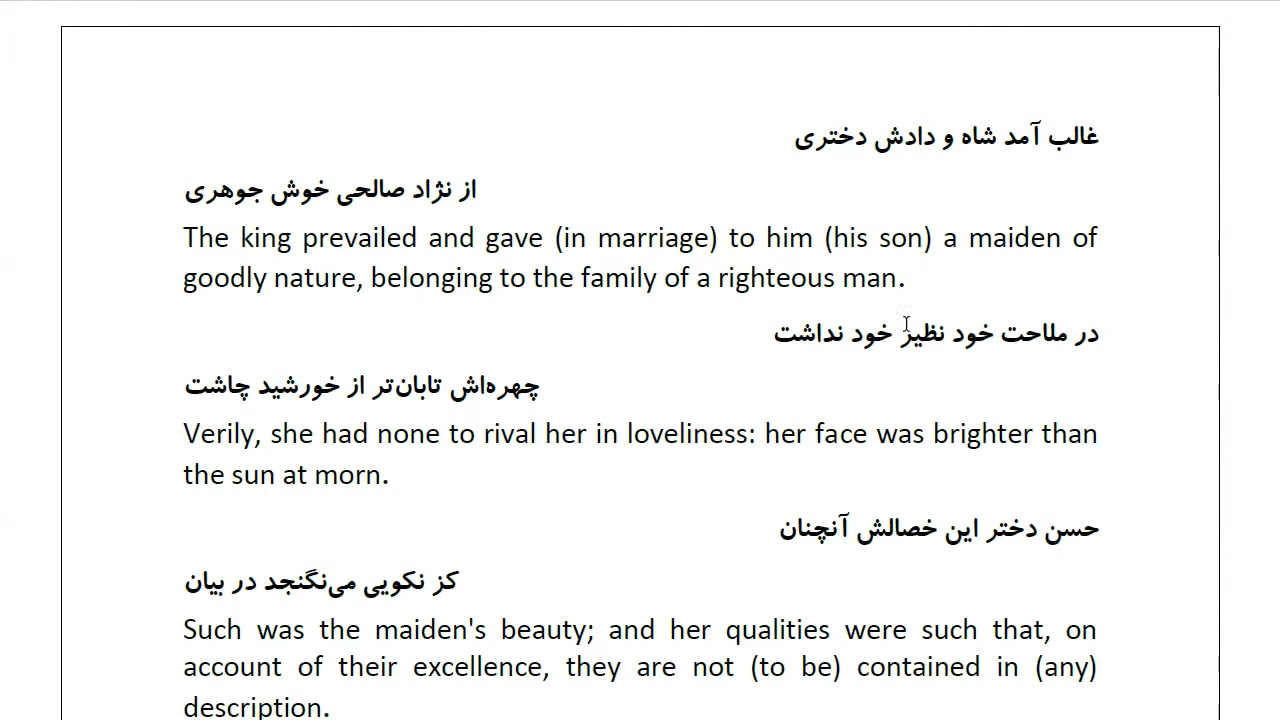 غالب آمد شاه و دادش دختری
از نژاد صالحی خوش جوهری
The king prevailed and gave (in marriage) to him (his son) a maiden of
goodly nature, belonging to the family of a righteous man.
در ملاحت خود نظیر خود نداشت
چهره‌اش تابان‌تر از خورشید چاشت
Verily, she had none to rival her in loveliness: her face was brighter than
the sun at morn.
حسن دختر این خصالش آنچنان
کز نکویی می‌نگنجد در بیان
Such was the maiden's beauty; and her qualities were such that, on
account of their excellence, they are not (to be) contained in (any)
description.